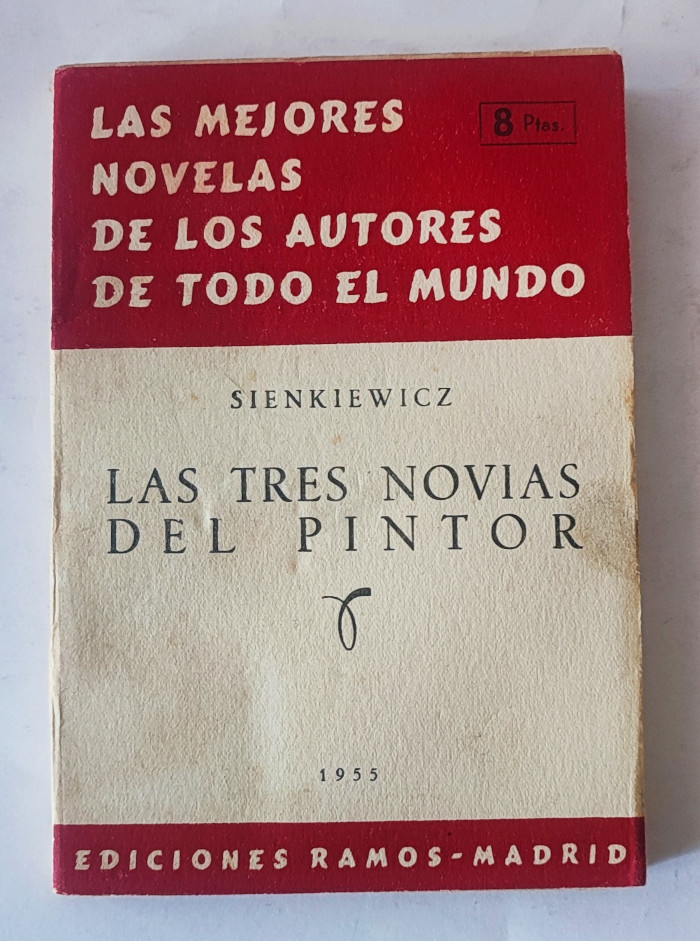 LAS MEJORES
8 Ptas.
NOVELAS
DE LOS AUTORES
DE TODO EL MUNDO
SIENKIEWICZ
LAS TRES NOVIAS
DEL PINTOR
1955
EDICIONES RAMOS-MADRID